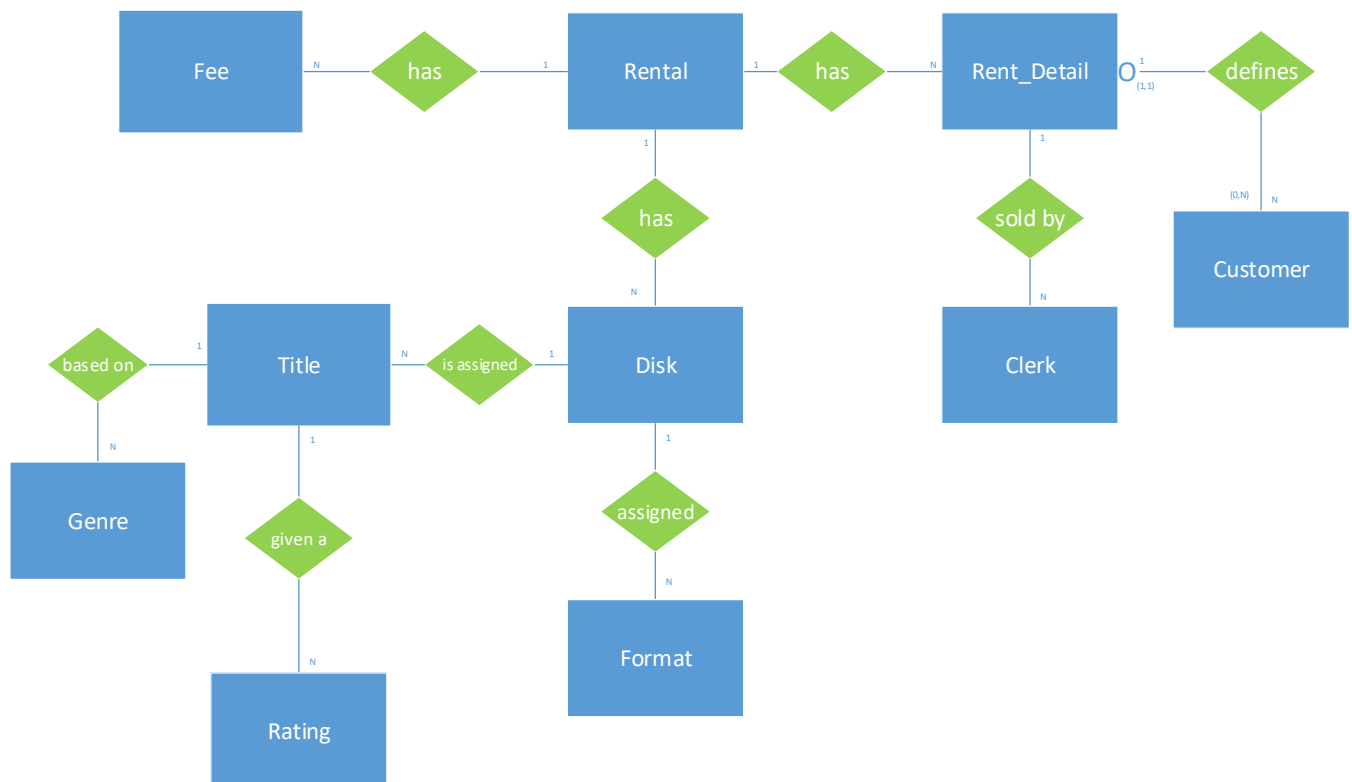 Fee
N
has
1
Rental
1
has
N
Rent_Detail
O
1
(1,1)
defines
1
has
N
1
sold by
N
(0,N)
N
Customer
based on
1
Title
N
is assigned
1
Disk
Clerk
N
Genre
1
given a
N
Rating
1
assigned
N
Format